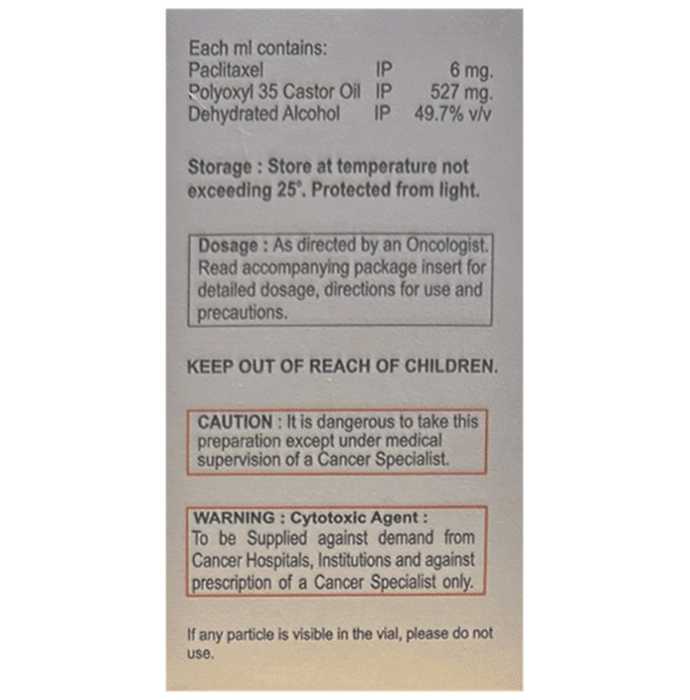 Each ml contains:
Paclitaxel IP 6 mg.
Polyoxyl 35 Castor Oil IP 527 mg.
Dehydrated Alcohol IP 49.7% v/v
Storage : Store at temperature not
exceeding 25°. Protected from light.
Dosage : As directed by an Oncologist.
Read accompanying package insert for
detailed dosage, directions for use and
precautions.
KEEP OUT OF REACH OF CHILDREN.
CAUTION : It is dangerous to take this
preparation except under medical
supervision of a Cancer Specialist.
WARNING : Cytotoxic Agent :
To be Supplied against demand from
Cancer Hospitals, Institutions and against
prescription of a Cancer Specialist only.
If any particle is visible in the vial, please do not
use.